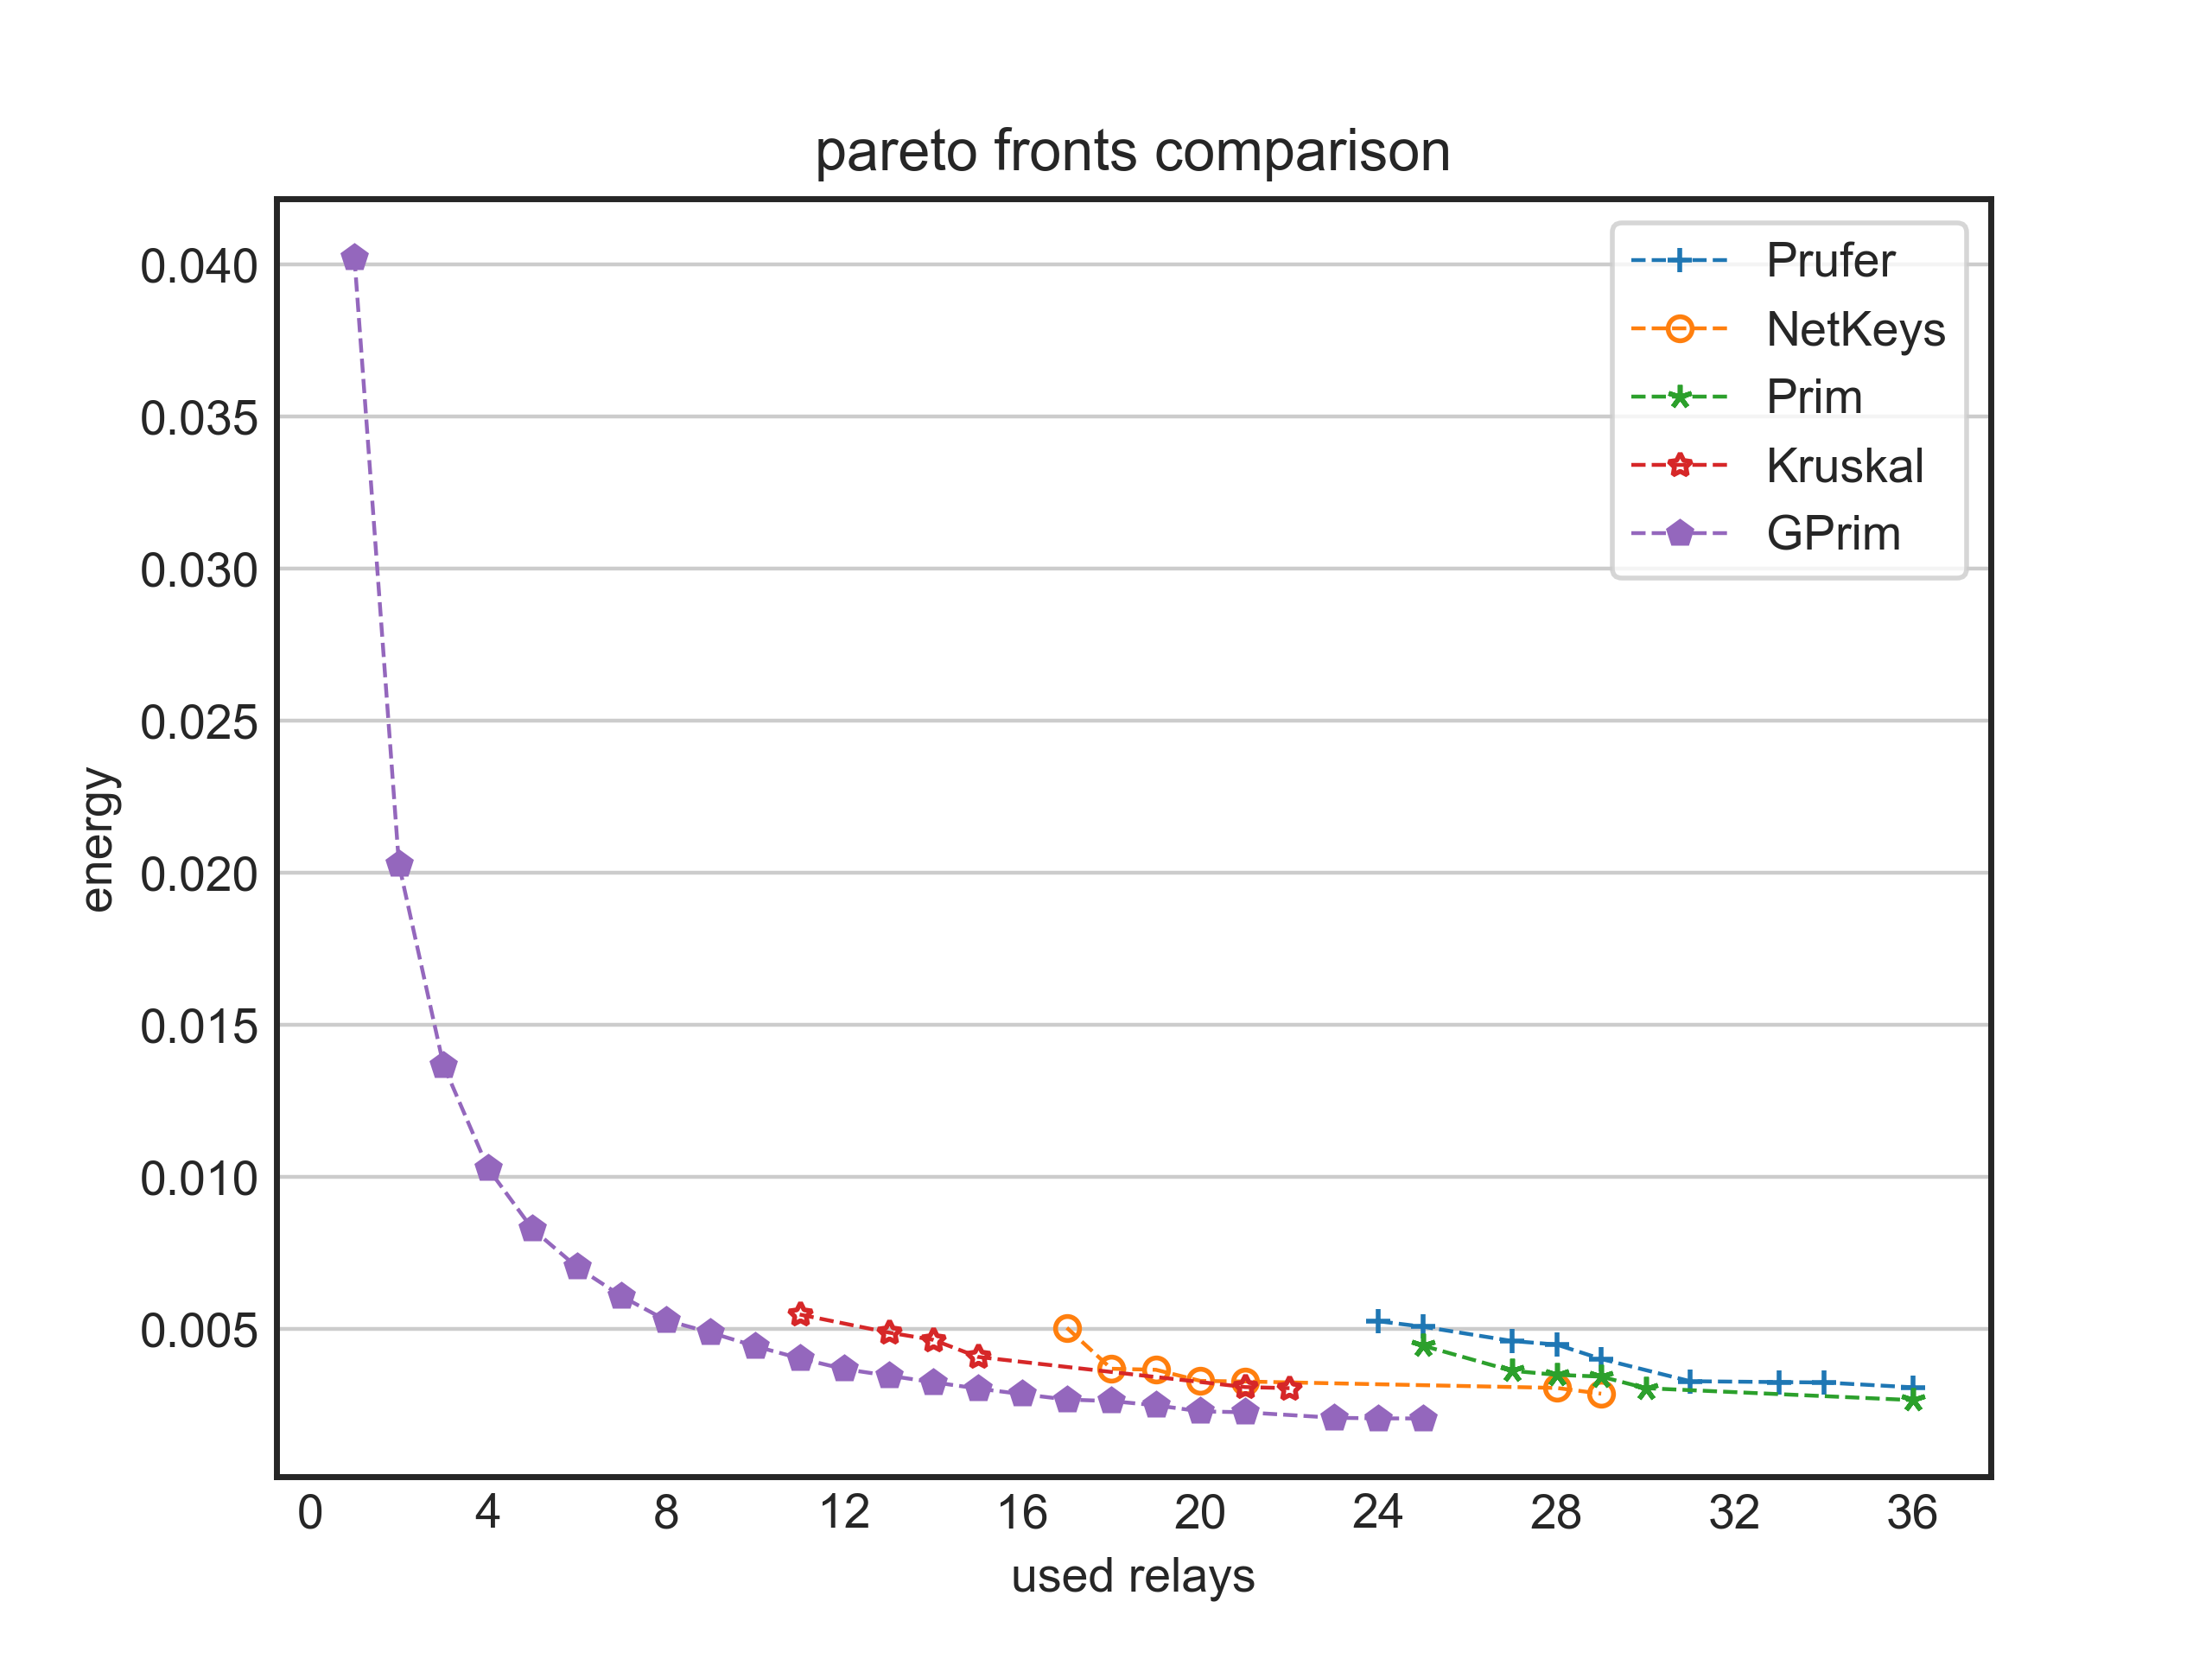 pareto fronts comparison
0.040
0.035
0.030
0.025
0.020
0.015
0.010
0.005
energy
0 4 8 12 16 20 24 28 32 36
used relays
Prufer
NetKeys
Prim
Kruskal
GPrim